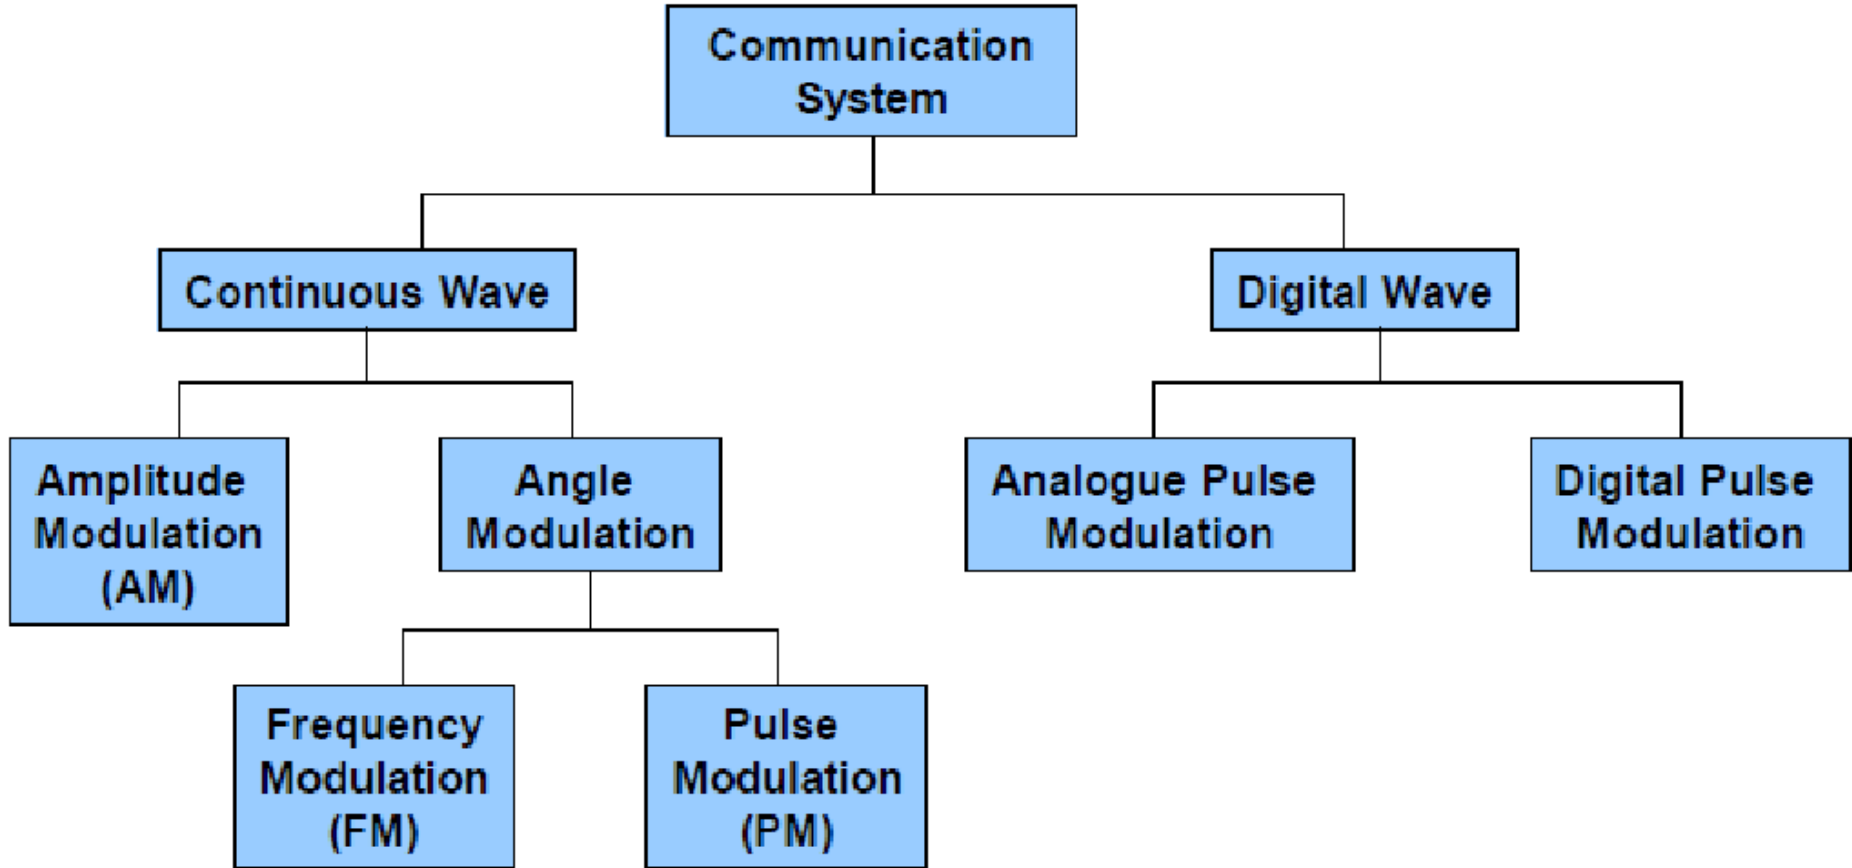 Communication
System
Continuous Wave
Digital Wave
Amplitude
Modulation
(AM)
Angle
Modulation
Analogue Pulse
Modulation
Digital Pulse
Modulation
Frequency
Modulation
(FM)
Pulse
Modulation
(PM)